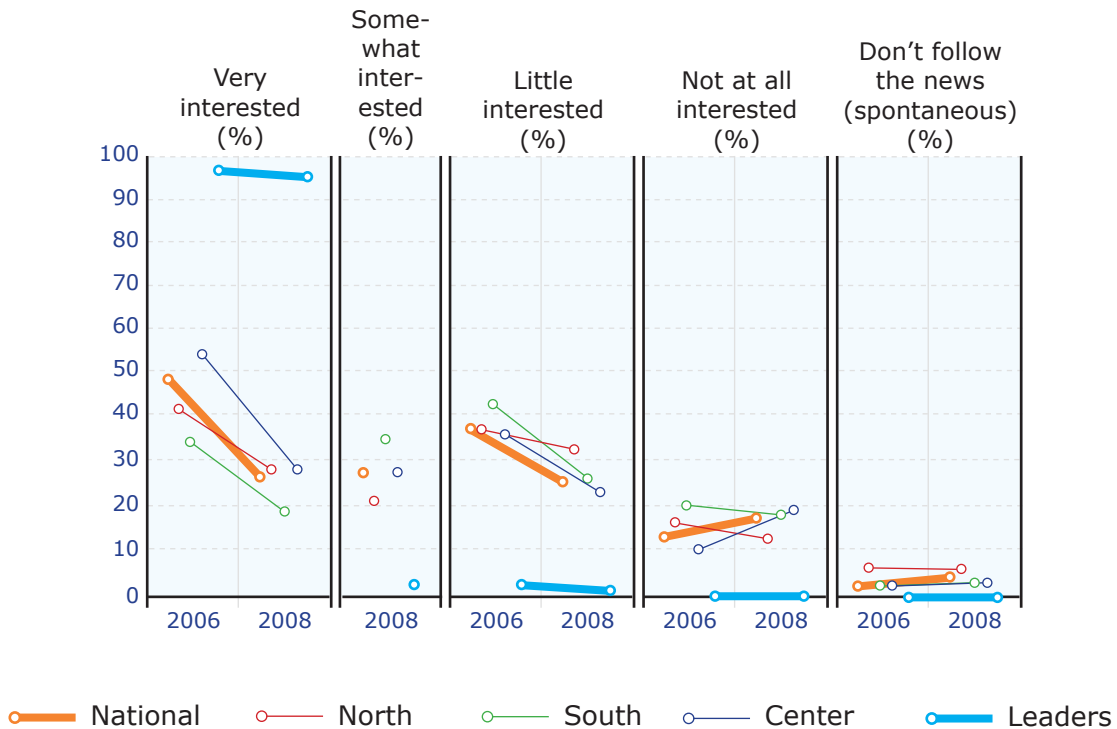 Very
interested
(%)
Some-
what
inter-
ested
(%)
Little
interested
(%)
Not at all
interested
(%)
Don’t follow
the news
(spontaneous)
(%)
100
90
80
70
60
50
40
30
20
10
0
2006 2008
2008
2006 2008
2006 2008
2006 2008
National North South Center Leaders